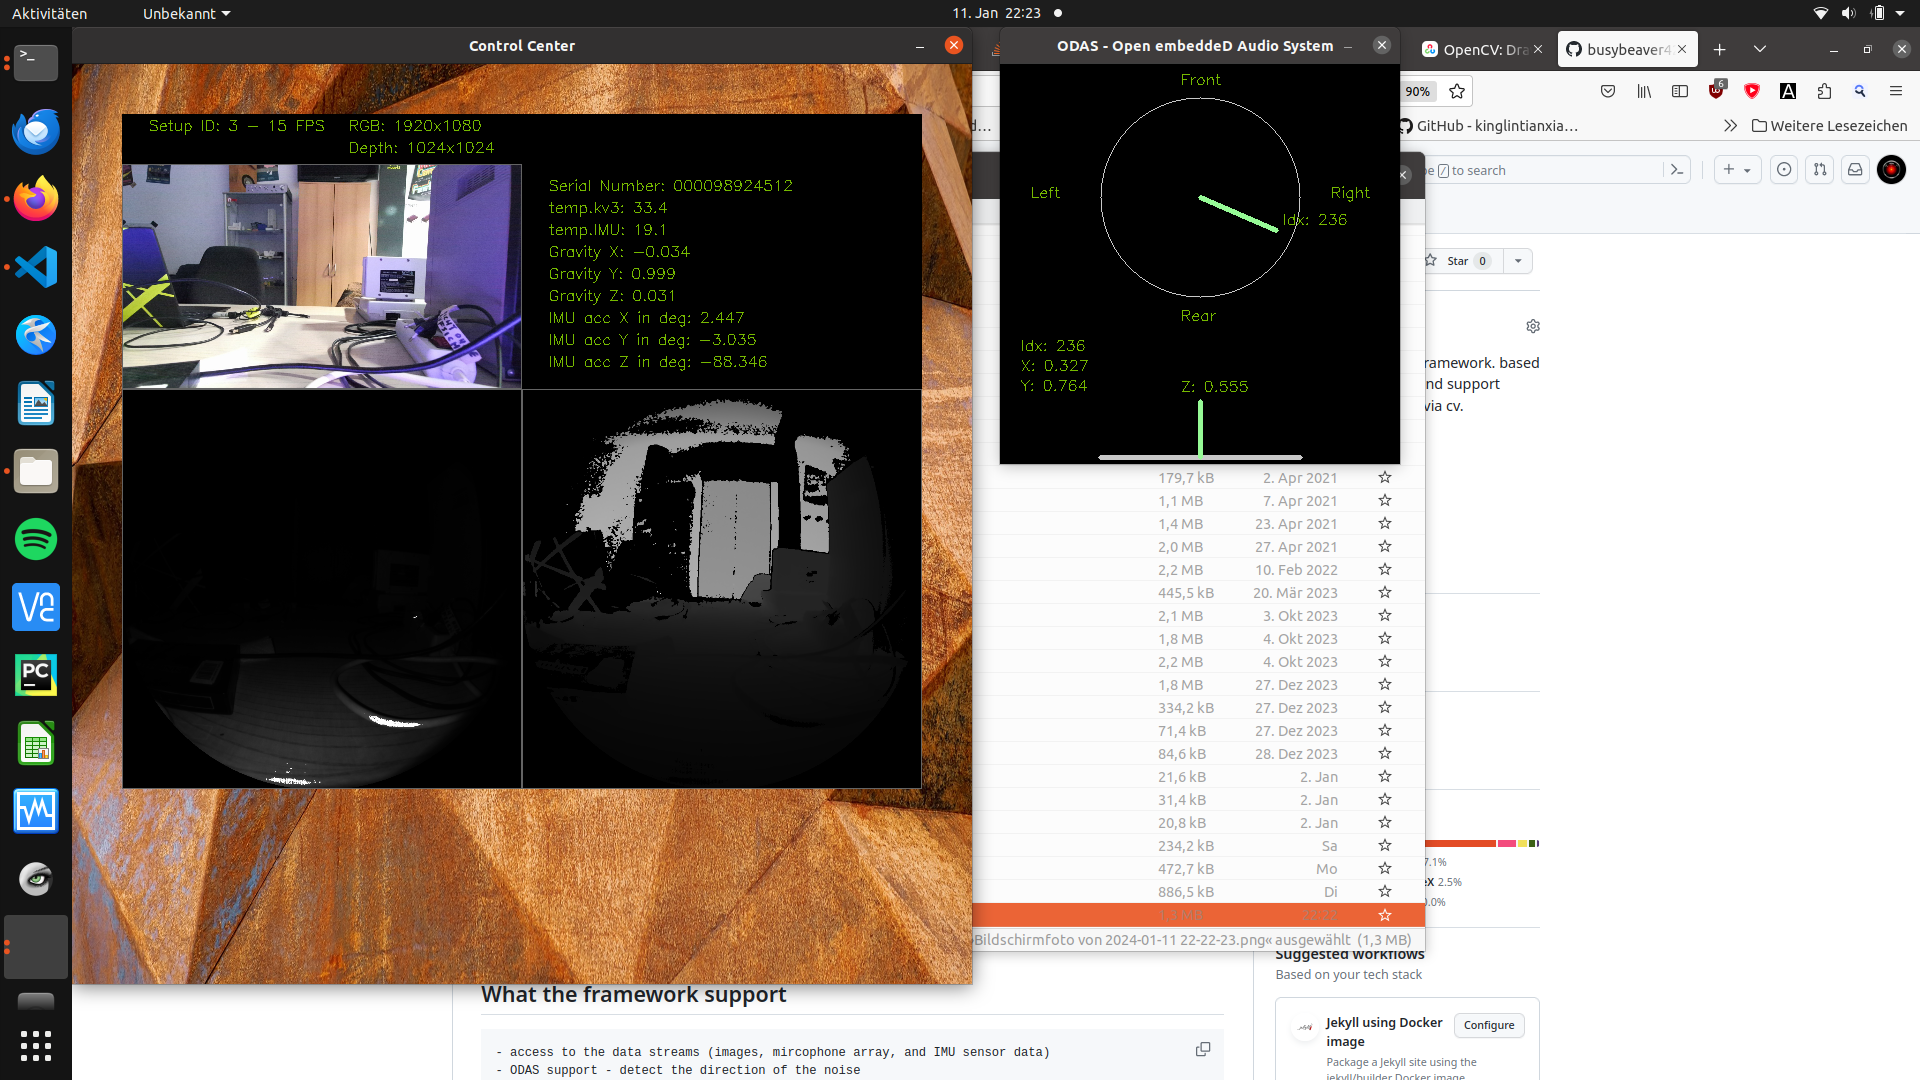 Aktivitäten
Unbekannt
11. Jan 22:23
Control Center
Setup ID: 3 – 15 FPS RGB: 1920x1080
Depth: 1024x1024
Serial Number: 000098924512
temp.kv3: 33.4
temp.IMU: 19.1
Gravity X: –0.034
Gravity Y: 0.999
Gravity Z: 0.031
IMU acc X in deg: 2.447
IMU acc Y in deg: –3.035
IMU acc Z in deg: –88.346
ODAS - Open embeddeD Audio System
Front
Left
Right
Idx: 236
Rear
Idx: 236
X: 0.327
Y: 0.764
Z: 0.555
OpenCV: Dra
busybeaver4
90%
6
d…
GitHub - kinglintianxia…
Weitere Lesezeichen
to search
Star 0
ramework. based
nd support
via cv.
179,7 kB 2. Apr 2021
1,1 MB 7. Apr 2021
1,4 MB 23. Apr 2021
2,0 MB 27. Apr 2021
2,2 MB 10. Feb 2022
445,5 kB 20. Mär 2023
2,1 MB 3. Okt 2023
1,8 MB 4. Okt 2023
2,2 MB 4. Okt 2023
1,8 MB 27. Dez 2023
334,2 kB 27. Dez 2023
71,4 kB 27. Dez 2023
84,6 kB 28. Dez 2023
21,6 kB 2. Jan
31,4 kB 2. Jan
20,8 kB 2. Jan
234,2 kB Sa
472,7 kB Mo
886,5 kB Di
1,3 MB 22:22
»Bildschirmfoto von 2024-01-11 22-22-23.png« ausgewählt (1,3 MB)
7.1%
eX 2.5%
0.0%
Suggested workflows
Based on your tech stack
Jekyll using Docker
image
Configure
Package a Jekyll site using the
jekyll/builder Docker image
What the framework support
- access to the data streams (images, mircophone array, and IMU sensor data)
- ODAS support - detect the direction of the noise
PC